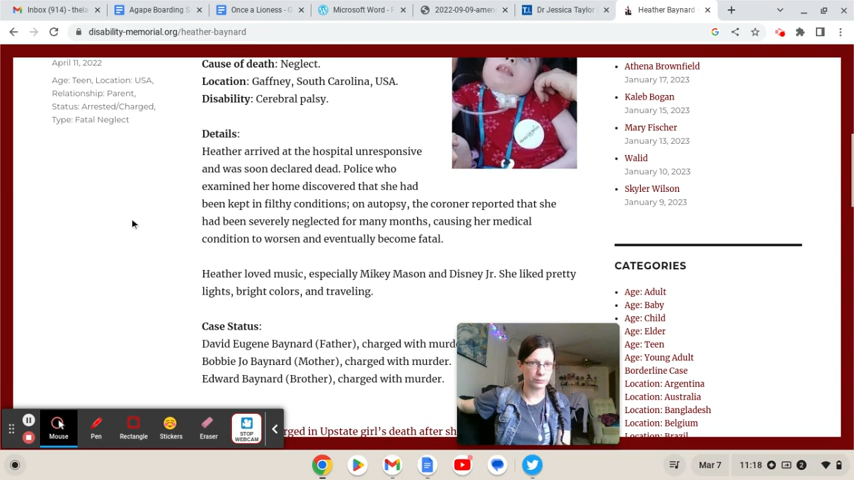 Inbox (914) - thela
Agape Boarding S
Once a Lioness - G
Microsoft Word - F
2022-09-09-amen
Dr Jessica Taylor
Heather Baynard
disability-memorial.org/heather-baynard
April 11, 2022
Age: Teen, Location: USA,
Relationship: Parent,
Status: Arrested/Charged,
Type: Fatal Neglect
Cause of death: Neglect.
Location: Gaffney, South Carolina, USA.
Disability: Cerebral palsy.
Details:
Heather arrived at the hospital unresponsive
and was soon declared dead. Police who
examined her home discovered that she had
been kept in filthy conditions; on autopsy, the coroner reported that she
had been severely neglected for many months, causing her medical
condition to worsen and eventually become fatal.
Heather loved music, especially Mikey Mason and Disney Jr. She liked pretty
lights, bright colors, and traveling.
Case Status:
David Eugene Baynard (Father), charged with murde
Bobbie Jo Baynard (Mother), charged with murder.
Edward Baynard (Brother), charged with murder.
rged in Upstate girl's death after sh
Athena Brownfield
January 17, 2023
Kaleb Bogan
January 15, 2023
Mary Fischer
January 13, 2023
Walid
January 10, 2023
Skyler Wilson
January 9, 2023
CATEGORIES
Age: Adult
Age: Baby
Age: Child
Age: Elder
Age: Teen
Age: Young Adult
Borderline Case
Location: Argentina
Location: Australia
Location: Bangladesh
Location: Belgium
Location: Brazil
Mouse
Pen
Rectangle
Stickers
Eraser
STOP
WEBCAM
Mar 7
11:18
2